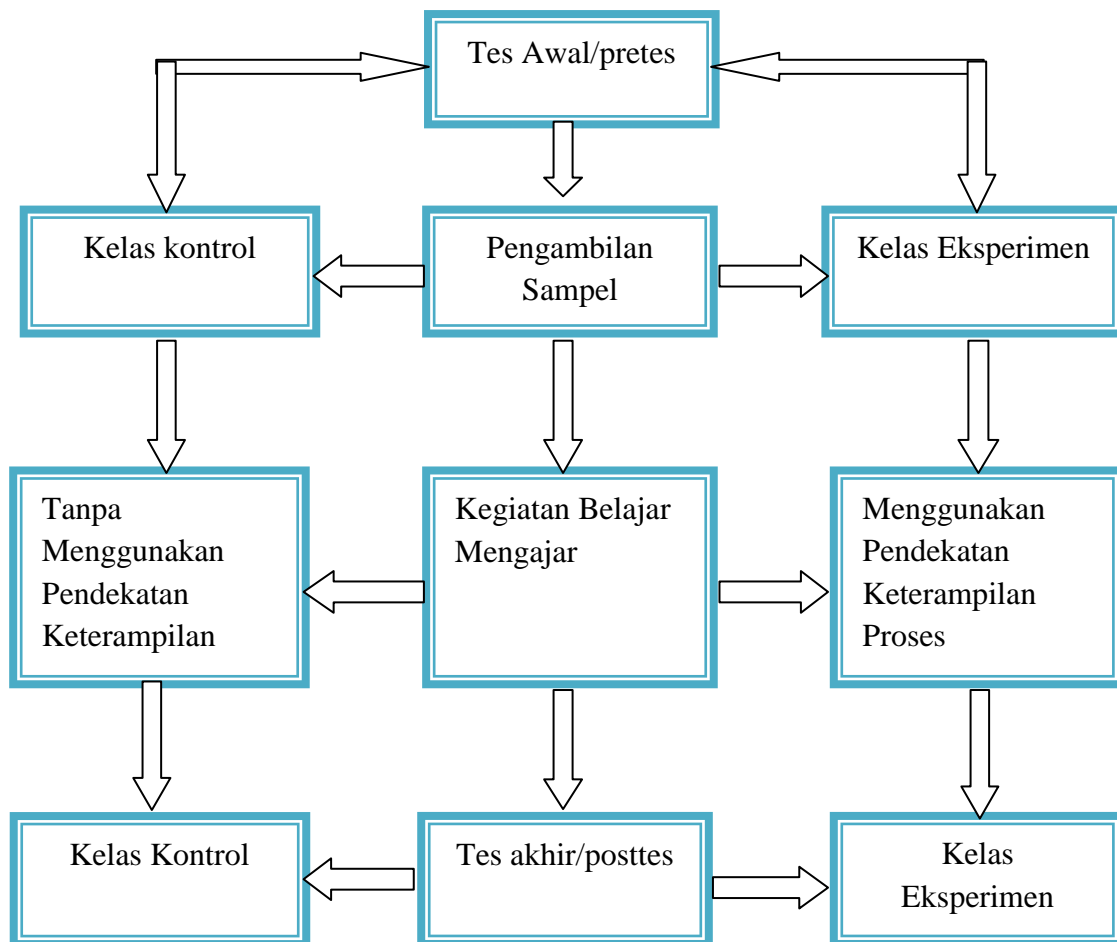 Tes Awal/pretes
Kelas kontrol
Pengambilan
Sampel
Kelas Eksperimen
Tanpa
Menggunakan
Pendekatan
Keterampilan
Kegiatan Belajar
Mengajar
Menggunakan
Pendekatan
Keterampilan
Proses
Kelas Kontrol
Tes akhir/posttes
Kelas
Eksperimen